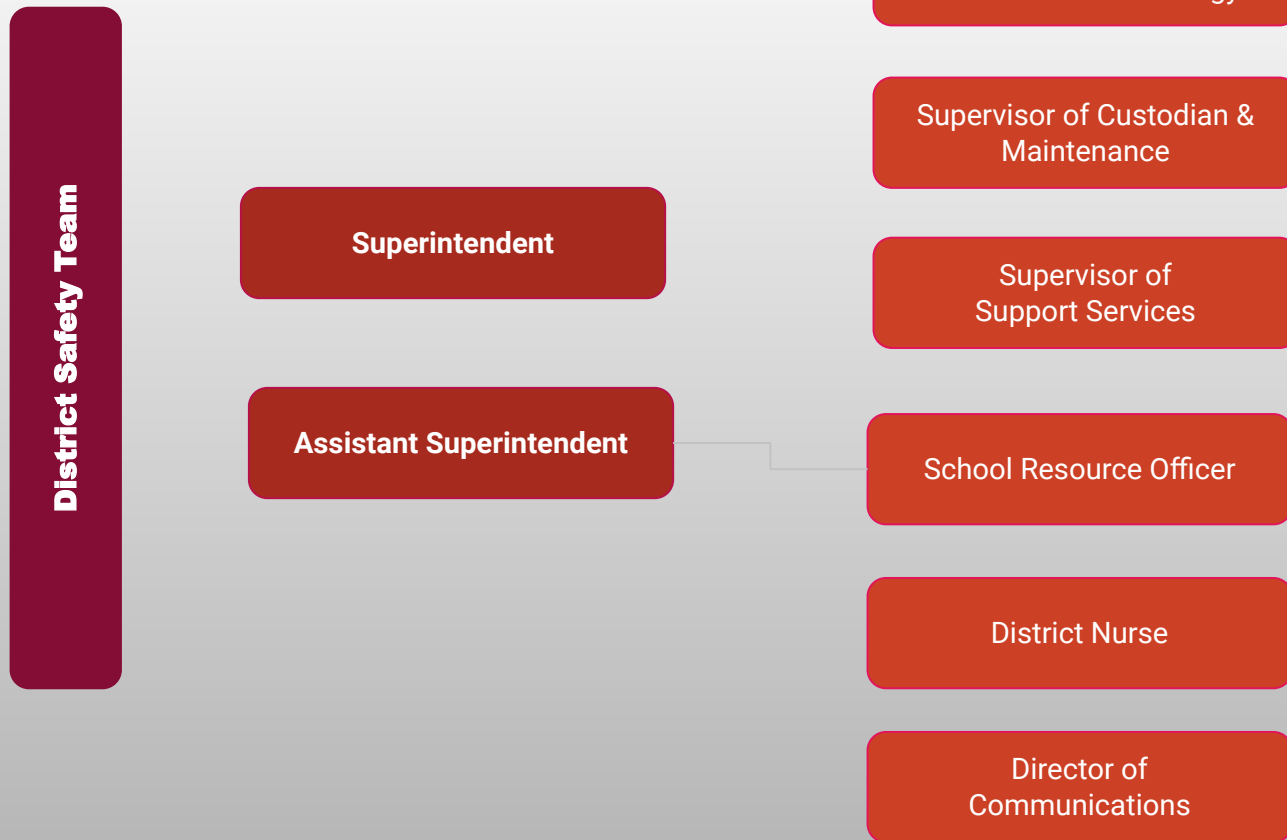 District Safety Team
Superintendent
Assistant Superintendent
Supervisor of Custodian &
Maintenance
Supervisor of
Support Services
School Resource Officer
District Nurse
Director of
Communications